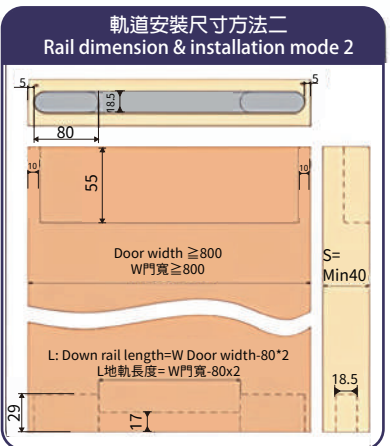 軌道安裝尺寸方法二
Rail dimension & installation mode 2
5
5
18.5
80
10
10
55
Door width ≧800
W門寬≧800
S=
Min40
L: Down rail length=W Door width-80*2
L地軌長度= W門寬-80x2
18.5
29
17